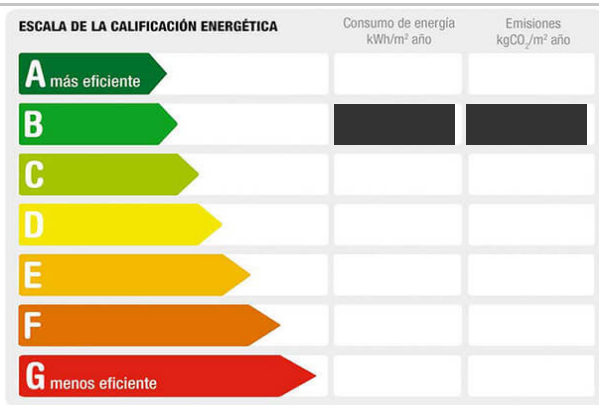 ESCALA DE LA CALIFICACIÓN ENERGÉTICA
Consumo de energía
kWh/m² año
Emisiones
kgCO₂/m² año
A más eficiente
B
C
D
E
F
G menos eficiente